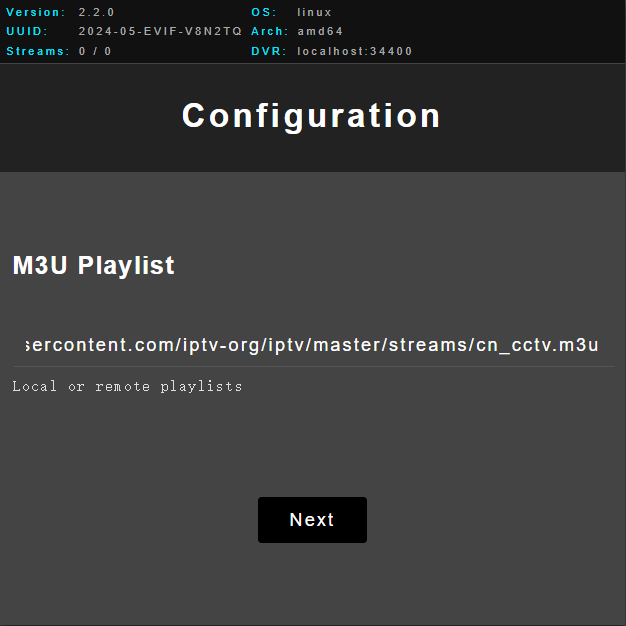 Version: 2.2.0 OS: linux
UUID: 2024-05-EVIF-V8N2TQ Arch: amd64
Streams: 0 / 0 DVR: localhost:34400
Configuration
M3U Playlist
sercontent.com/iptv-org/iptv/master/streams/cn_cctv.m3u
Local or remote playlists
Next